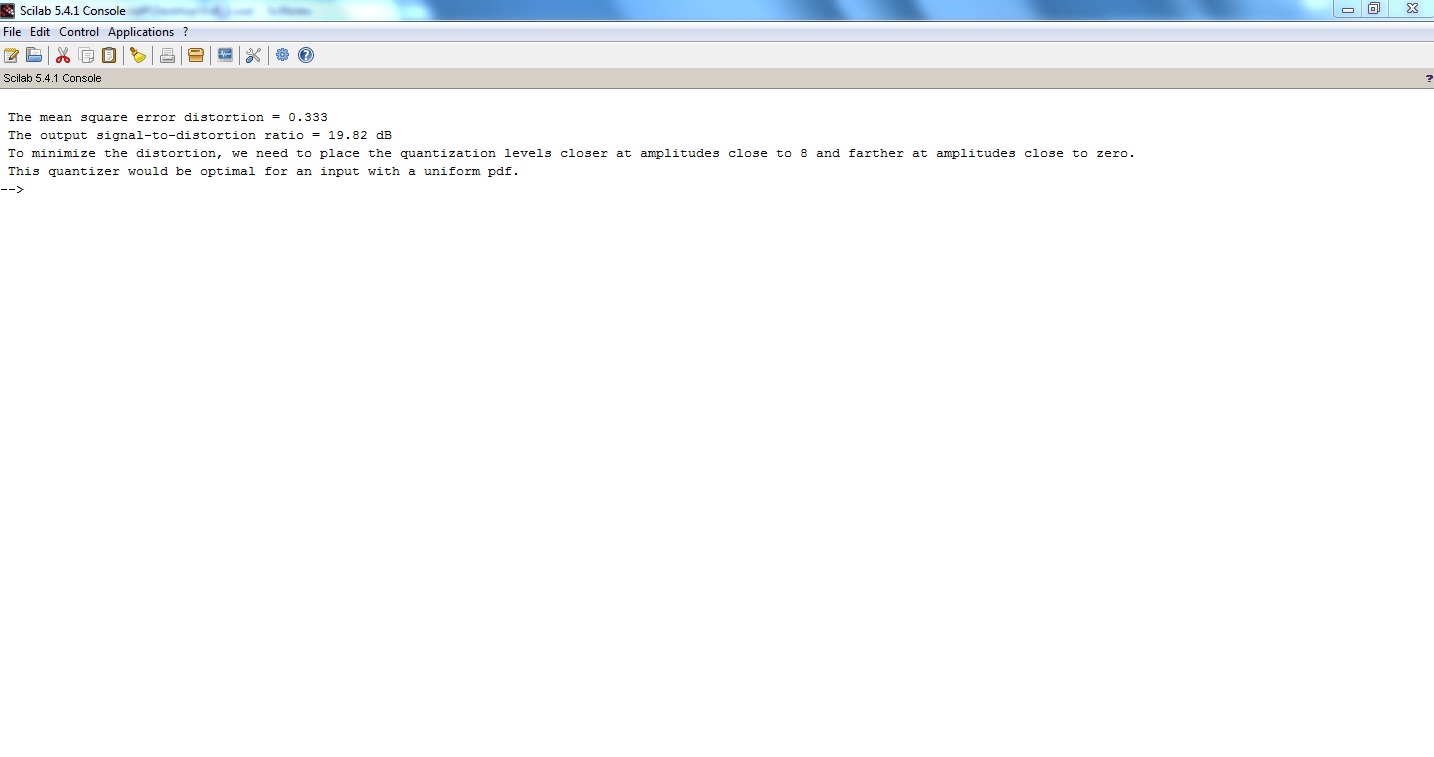 Scilab 5.4.1 Console
File Edit Control Applications ?
Scilab 5.4.1 Console ?
The mean square error distortion = 0.333
The output signal-to-distortion ratio = 19.82 dB
To minimize the distortion, we need to place the quantization levels closer at amplitudes close to 8 and farther at amplitudes close to zero.
This quantizer would be optimal for an input with a uniform pdf.
-->